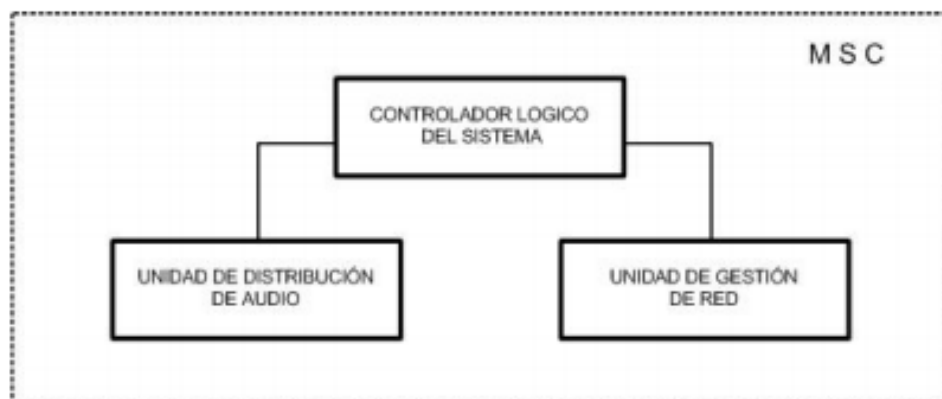 M S C
CONTROLADOR LOGICO
DEL SISTEMA
UNIDAD DE DISTRIBUCIÓN
DE AUDIO
UNIDAD DE GESTIÓN
DE RED